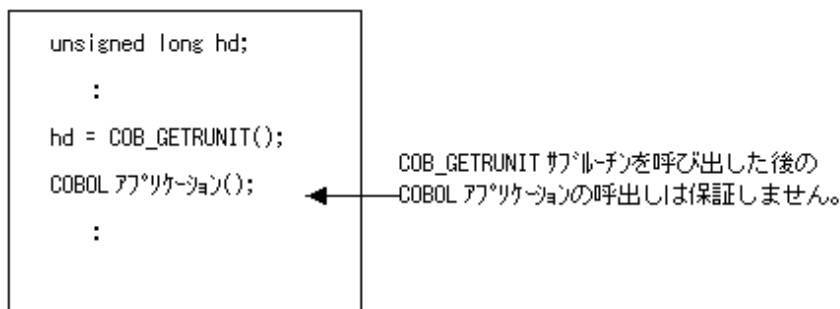 unsigned long hd;
:
hd = COB_GETRUNIT();
COBOL ｱﾌﾟﾘｹｰｼｮﾝ();
:
COB_GETRUNIT ｻﾌﾞﾙｰﾁﾝを呼び出した後の
COBOL ｱﾌﾟﾘｹｰｼｮﾝの呼出しは保証しません。